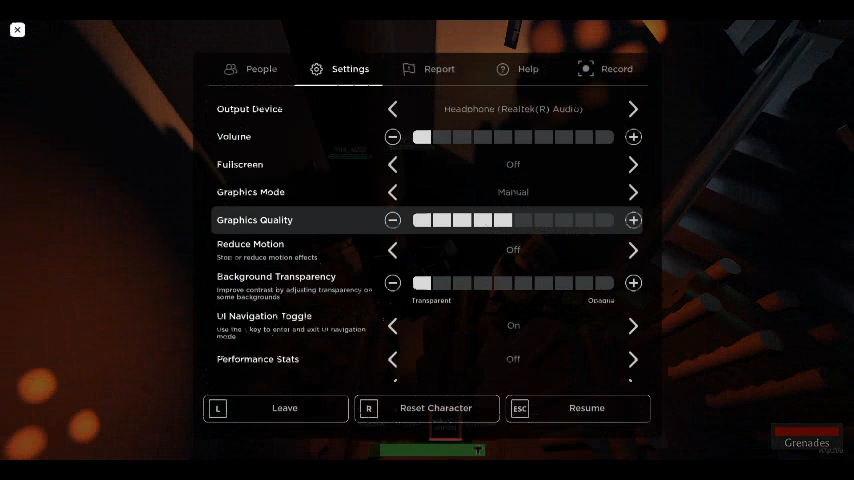 People
Settings
Report
Help
Record
Output Device
Headphone (Realtek(R) Audio)
Volume
Fullscreen
Off
Graphics Mode
Manual
Graphics Quality
Reduce Motion
Off
Stop or reduce motion effects
Background Transparency
Improve contrast by adjusting transparency on
some backgrounds
Transparent
Opaque
UI Navigation Toggle
On
Use the \ key to enter and exit UI navigation
mode
Performance Stats
Off
L
Leave
R
Reset Character
ESC
Resume
Grenades